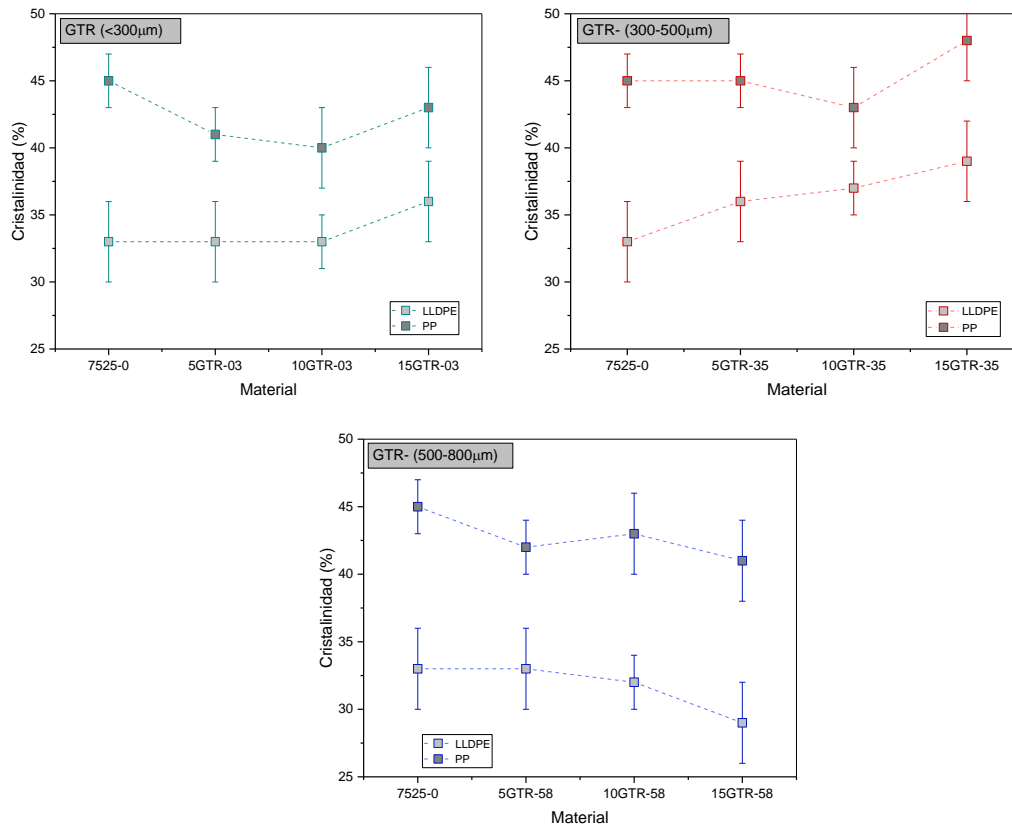 GTR (<300μm)
50
45
40
35
30
25
Cristalinidad (%)
LLDPE
PP
7525-0 5GTR-03 10GTR-03 15GTR-03
Material
GTR- (300-500μm)
50
45
40
35
30
25
Cristalinidad (%)
LLDPE
PP
7525-0 5GTR-35 10GTR-35 15GTR-35
Material
GTR- (500-800μm)
50
45
40
35
30
25
Cristalinidad (%)
LLDPE
PP
7525-0 5GTR-58 10GTR-58 15GTR-58
Material